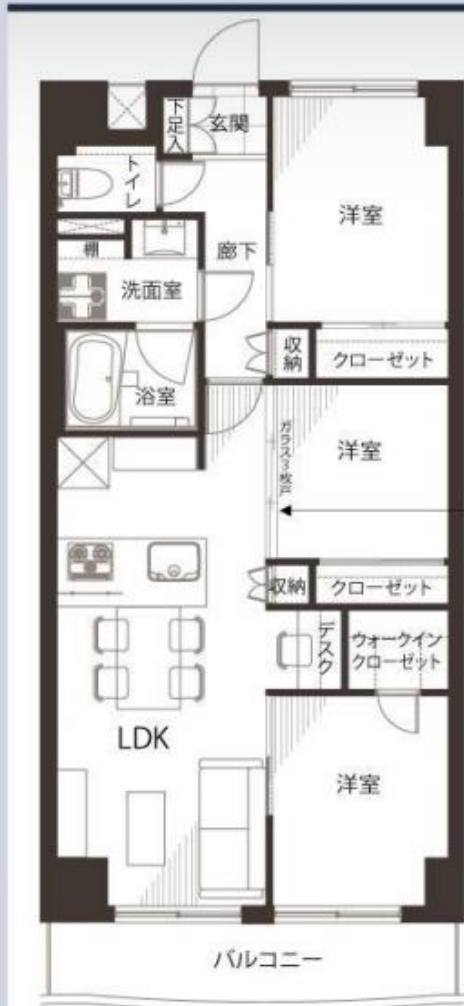 下足入
玄関
トイレ
洋室
廊下
棚
洗面室
収納
クローゼット
浴室
洋室
ガラス3枚戸
収納
クローゼット
デスク
ウォークイン
クローゼット
LDK
洋室
バルコニー